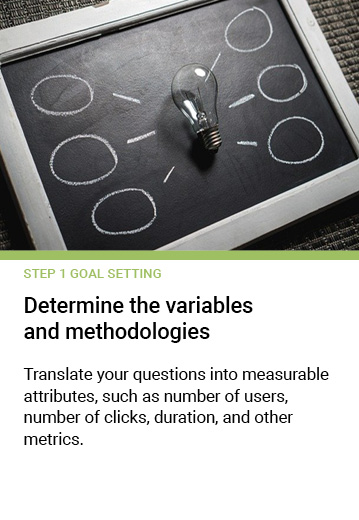 STEP 1 GOAL SETTING
Determine the variables
and methodologies
Translate your questions into measurable
attributes, such as number of users,
number of clicks, duration, and other
metrics.